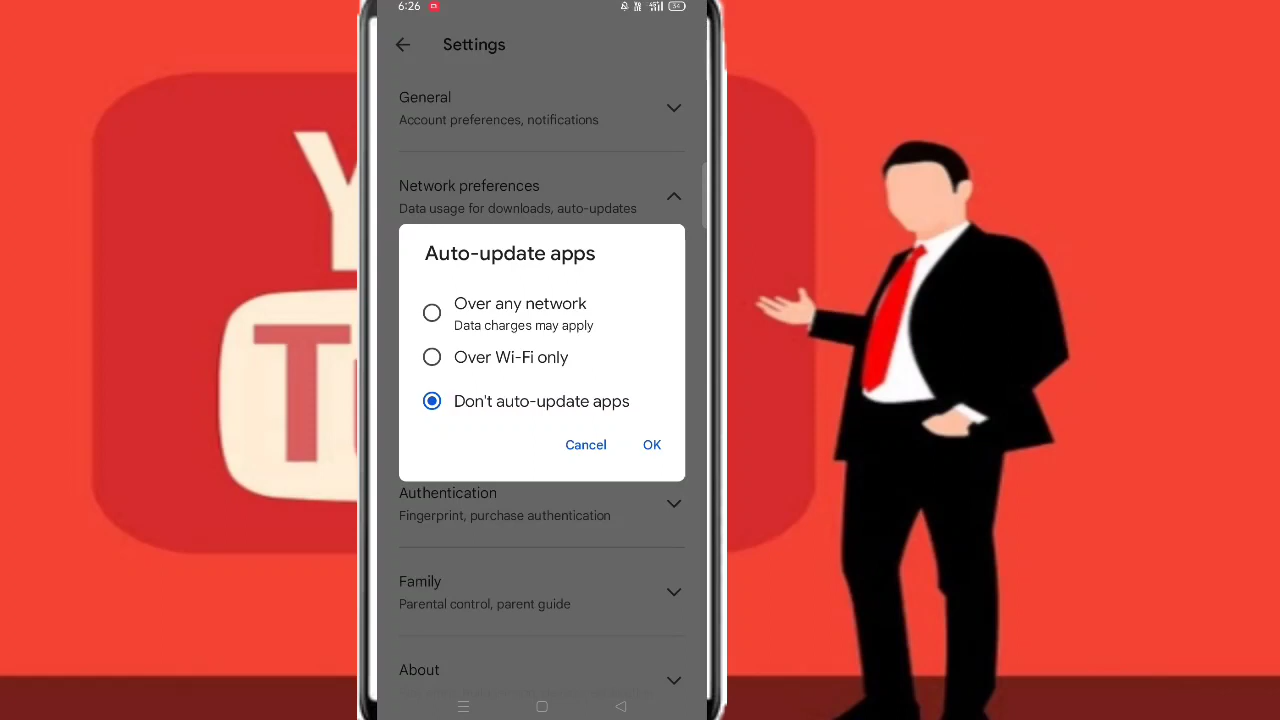 6:26
54
Settings
General
Account preferences, notifications
Network preferences
Data usage for downloads, auto-updates
Auto-update apps
Over any network
Data charges may apply
Over Wi-Fi only
Don't auto-update apps
Cancel
OK
Authentication
Fingerprint, purchase authentication
Family
Parental control, parent guide
About
Y
T